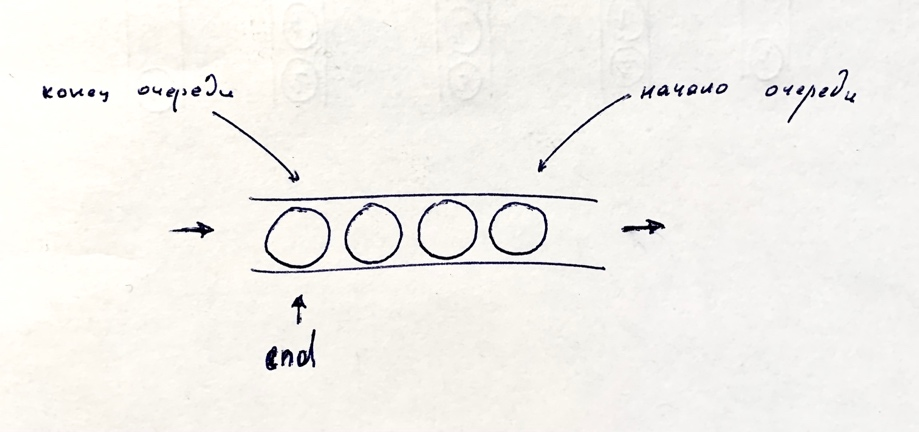 конец очереди
начало очереди
end